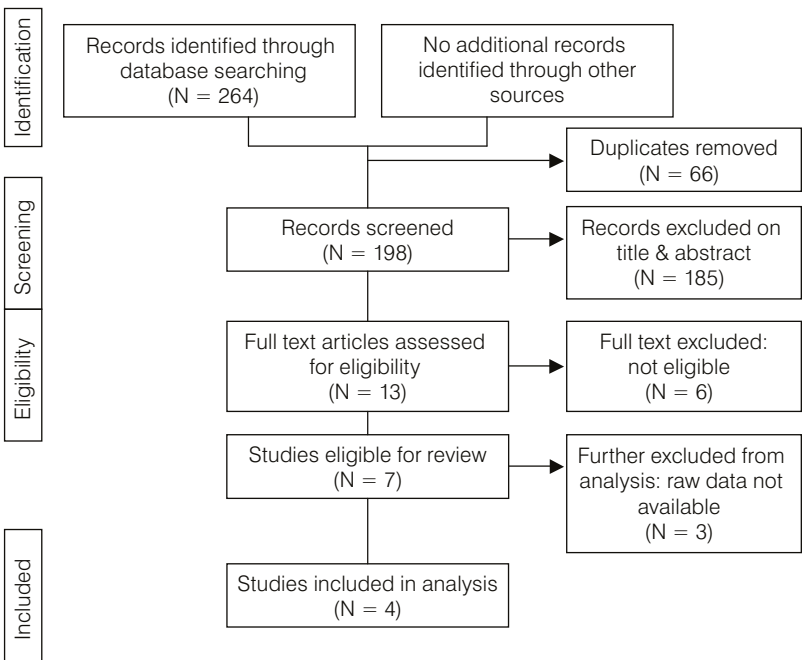 Identification
Records identified through
database searching
(N = 264)
No additional records
identified through other
sources
Duplicates removed
(N = 66)
Screening
Records screened
(N = 198)
Records excluded on
title & abstract
(N = 185)
Eligibility
Full text articles assessed
for eligibility
(N = 13)
Full text excluded:
not eligible
(N = 6)
Studies eligible for review
(N = 7)
Further excluded from
analysis: raw data not
available
(N = 3)
Included
Studies included in analysis
(N = 4)